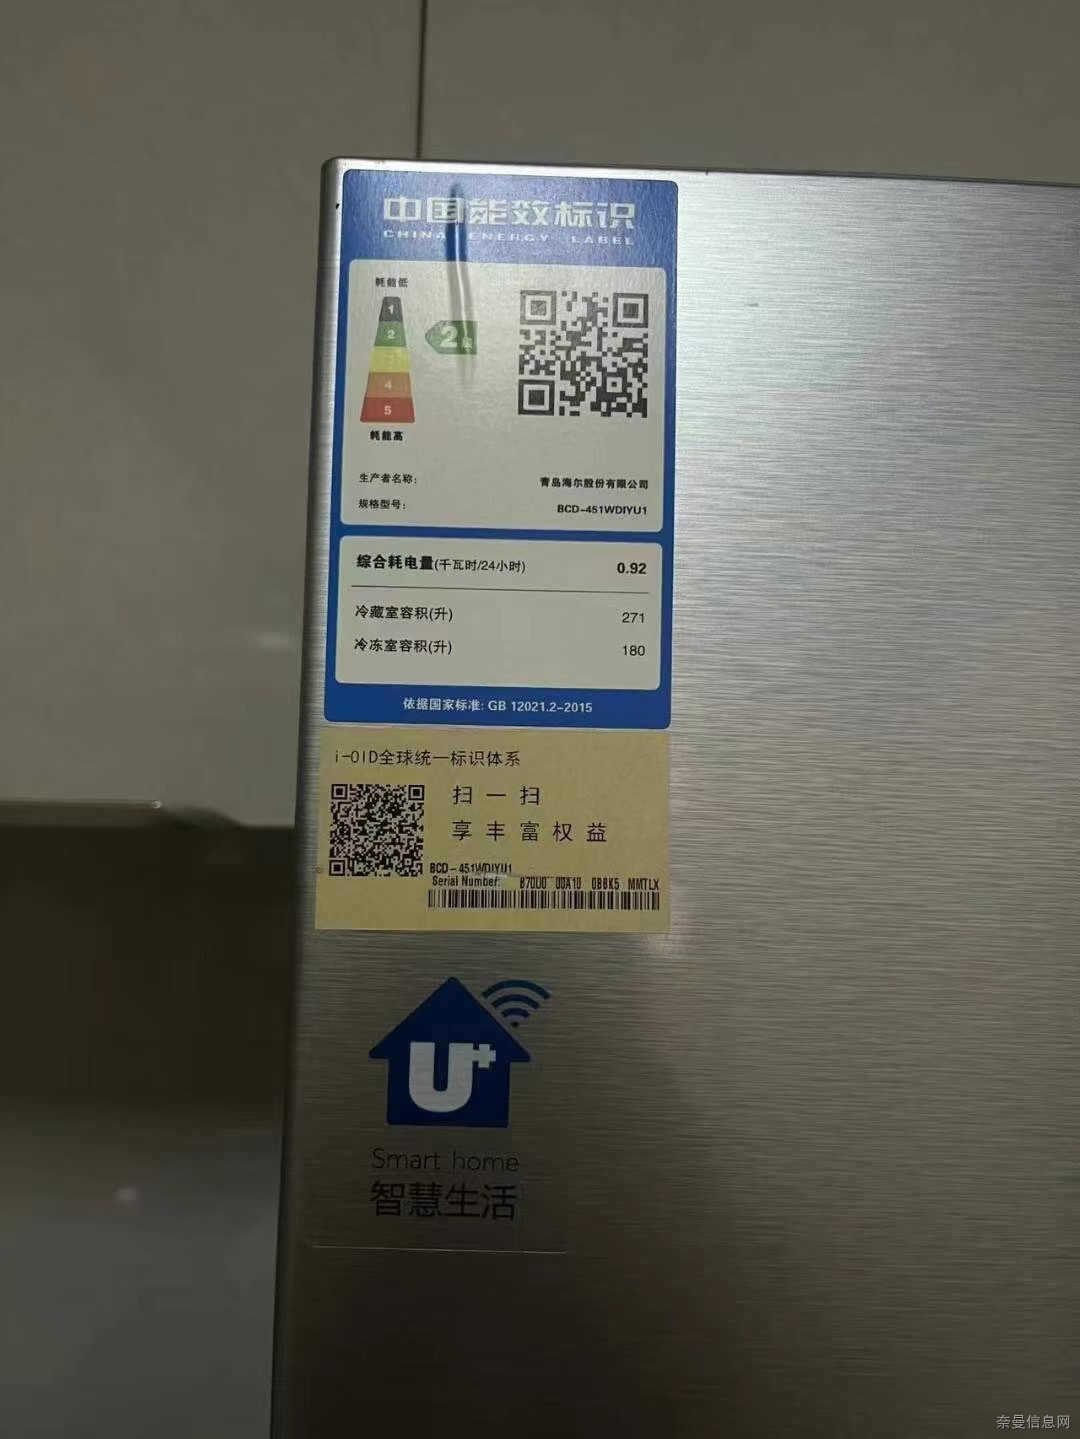 中国能效标识
CHINA ENERGY LABEL
耗能低
1
2
3
4
5
2级
耗能高
生产者名称:
青岛海尔股份有限公司
规格型号:
BCD-451WDIYU1
综合耗电量(千瓦时/24小时)
0.92
冷藏室容积(升)
271
冷冻室容积(升)
180
依据国家标准: GB 12021.2-2015
i-OID全球统一标识体系
扫一扫
享丰富权益
BCD-451WDIYU1
Serial Number: B70U0 00A10 0BBK5 MMTLX
U+
Smart home
智慧生活
奈曼信息网